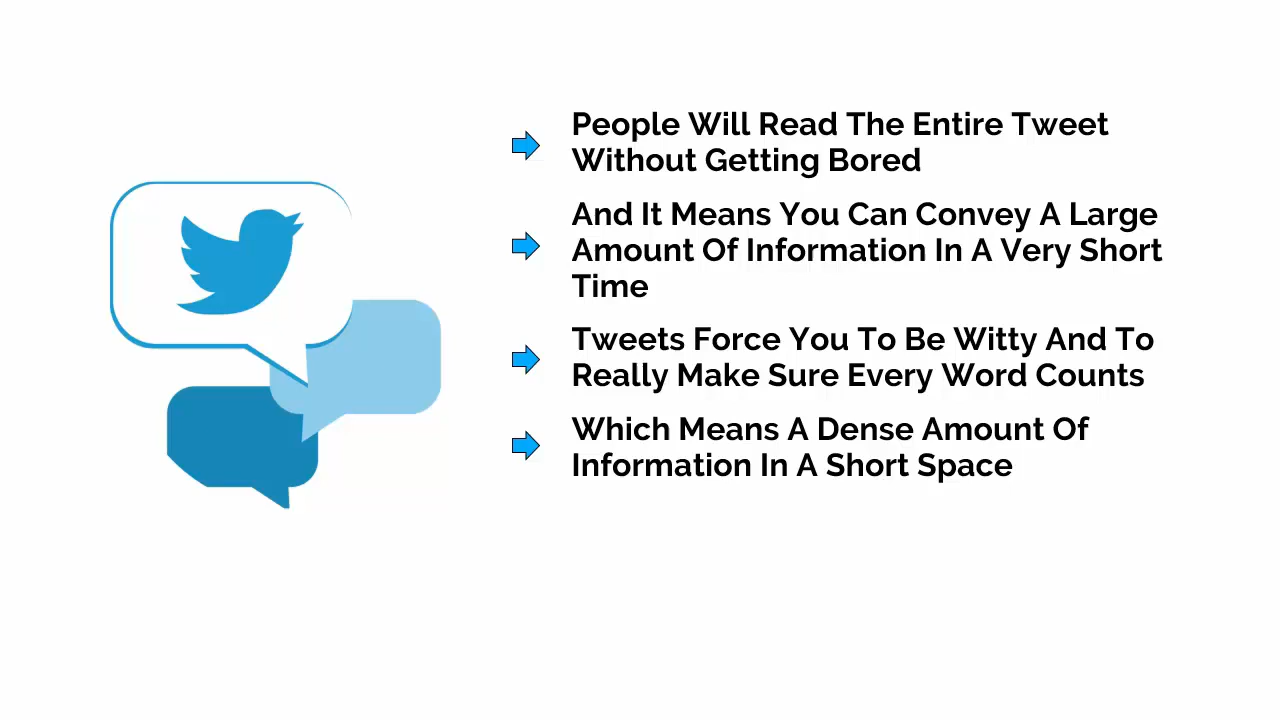 People Will Read The Entire Tweet
Without Getting Bored
And It Means You Can Convey A Large
Amount Of Information In A Very Short
Time
Tweets Force You To Be Witty And To
Really Make Sure Every Word Counts
Which Means A Dense Amount Of
Information In A Short Space